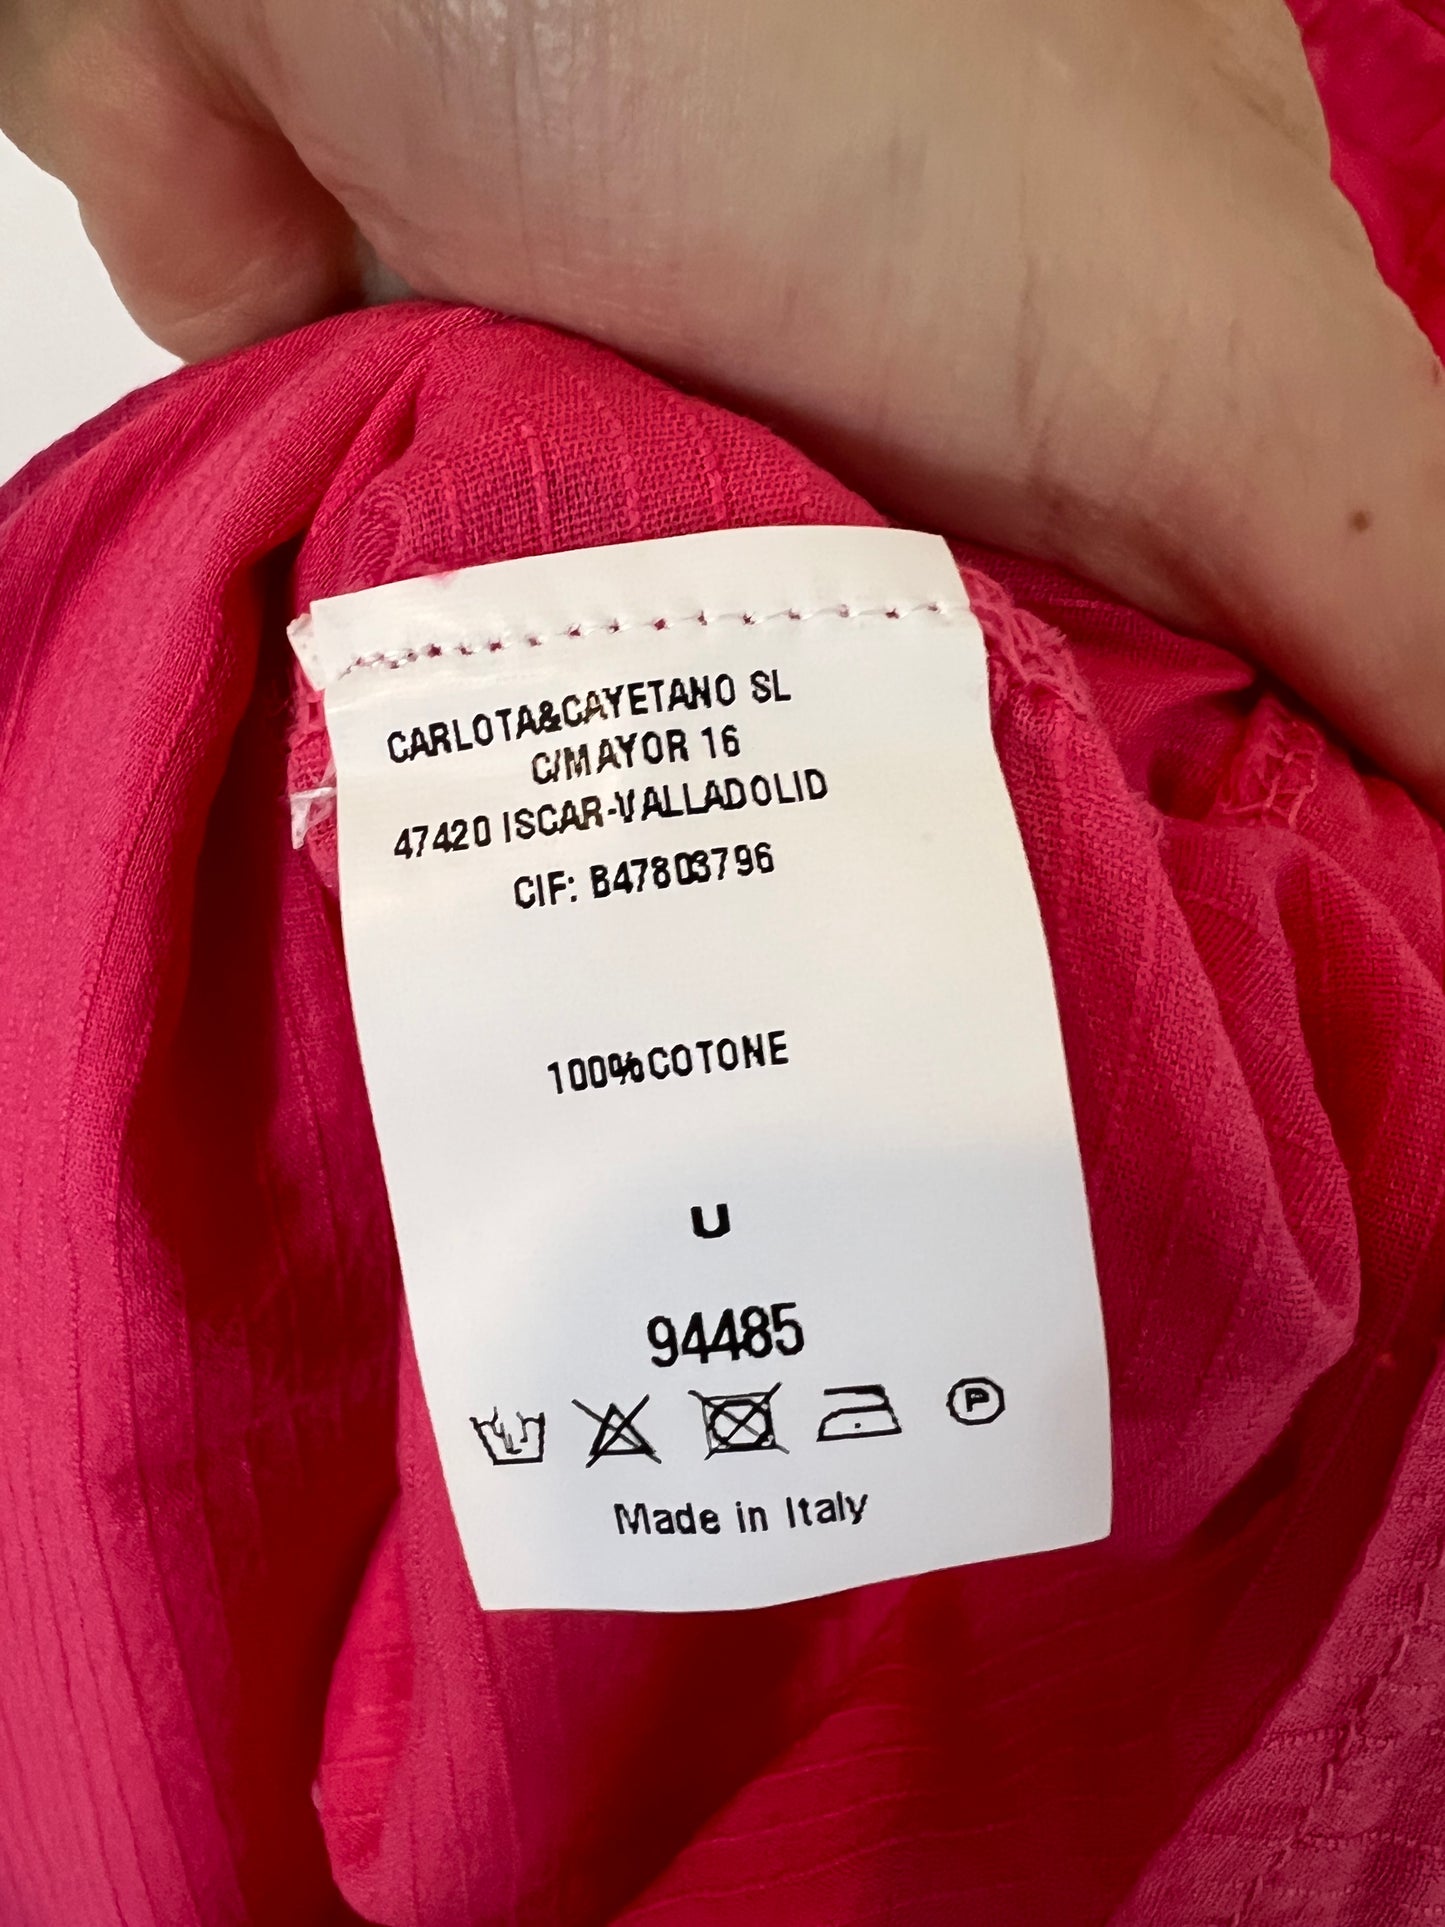 CARLOTA&CAYETANO SL
C/MAYOR 16
47420 ISCAR-VALLADOLID
CIF: B47803796
100%COTONE
U
94485
P
Made in Italy